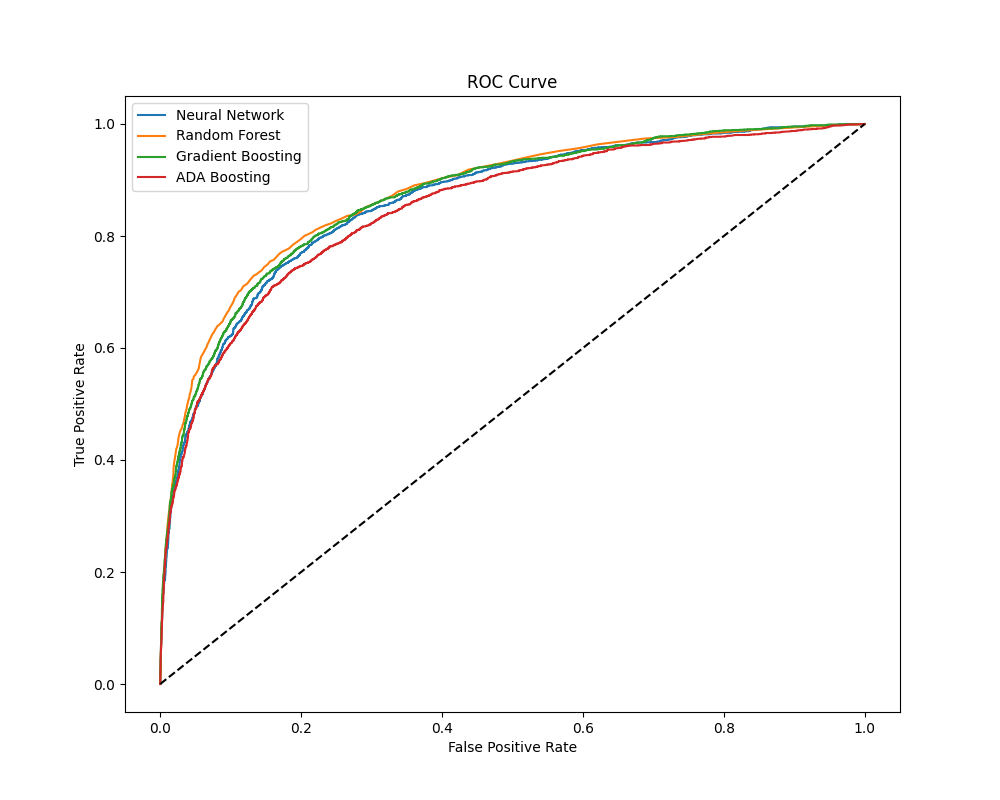 ROC Curve
Neural Network
Random Forest
Gradient Boosting
ADA Boosting
True Positive Rate
1.0
0.8
0.6
0.4
0.2
0.0
0.0 0.2 0.4 0.6 0.8 1.0
False Positive Rate